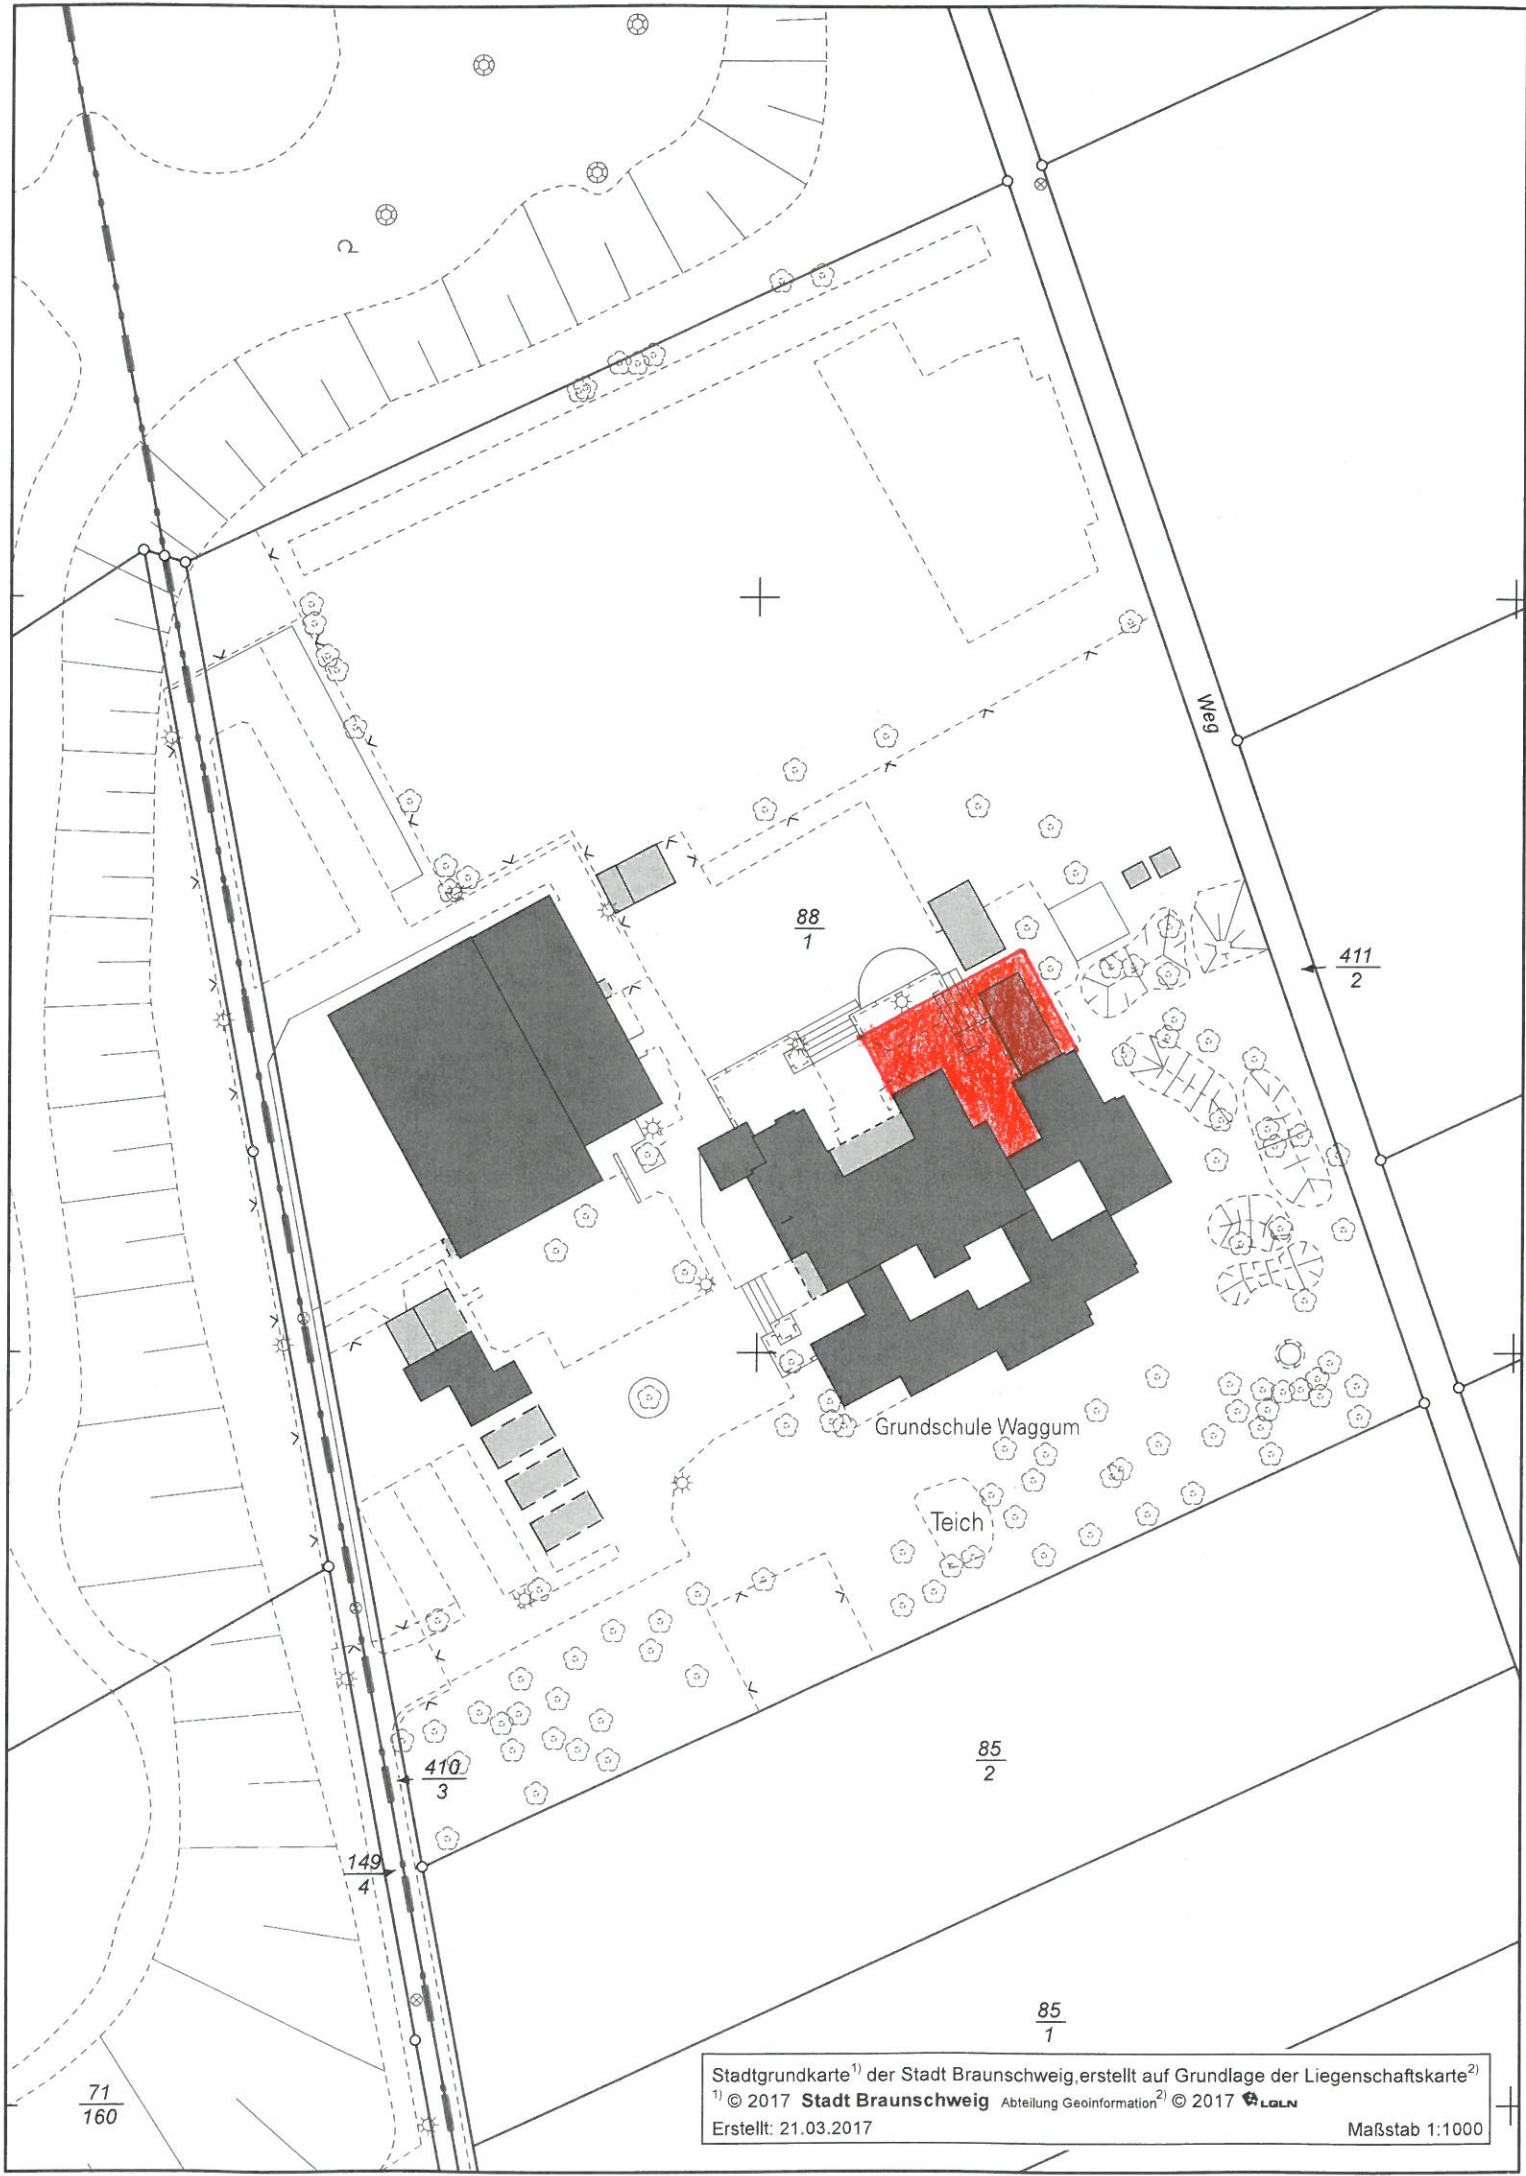 Weg
88
1
411
2
Grundschule Waggum
Teich
85
2
410
3
149
4
85
1
71
160
Stadtgrundkarte1) der Stadt Braunschweig,erstellt auf Grundlage der Liegenschaftskarte2)
1) © 2017 Stadt Braunschweig Abteilung Geoinformation2) © 2017 LGLN
Erstellt: 21.03.2017 Maßstab 1:1000